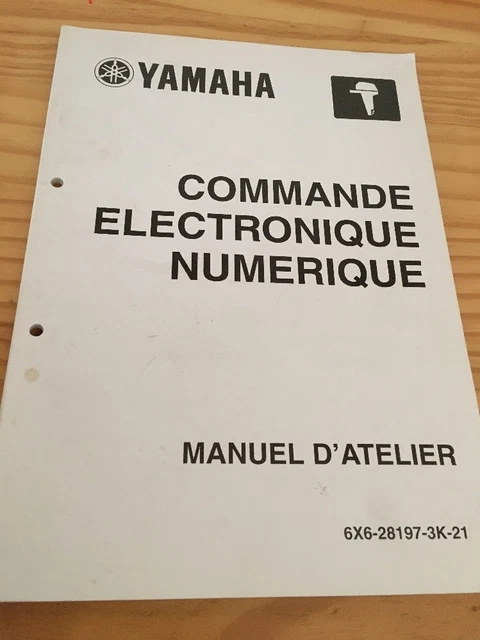 YAMAHA
COMMANDE
ELECTRONIQUE
NUMERIQUE
MANUEL D'ATELIER
6X6-28197-3K-21